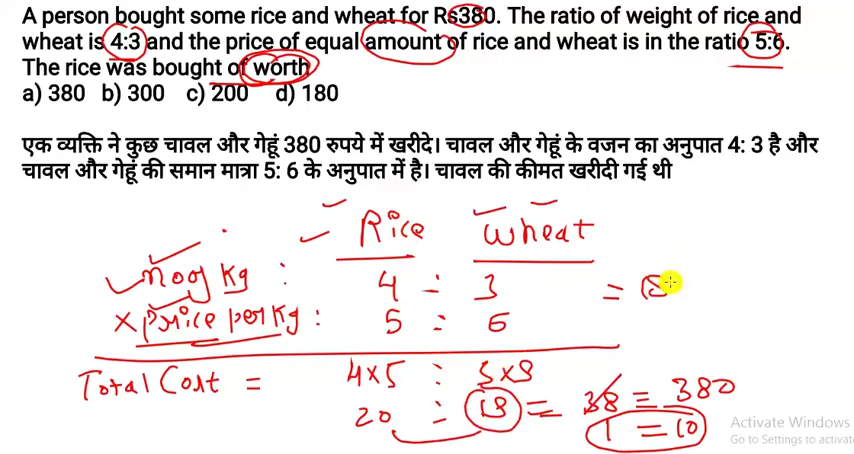 A person bought some rice and wheat for Rs380. The ratio of weight of rice and
wheat is 4:3 and the price of equal amount of rice and wheat is in the ratio 5:6.
The rice was bought of worth
a) 380 b) 300 c) 200 d) 180
एक व्यक्ति ने कुछ चावल और गेहूं 380 रुपये में खरीदे। चावल और गेहूं के वजन का अनुपात 4: 3 है और
चावल और गेहूं की समान मात्रा 5: 6 के अनुपात में है। चावल की कीमत खरीदी गई थी
Rice Wheat
no of kg : 4 : 3 =
× price per kg : 5 : 6
Total Cost = 4×5 :
20 : 18 = 38 = 380
1 = 10
Activate Windows
Go to Settings to activate